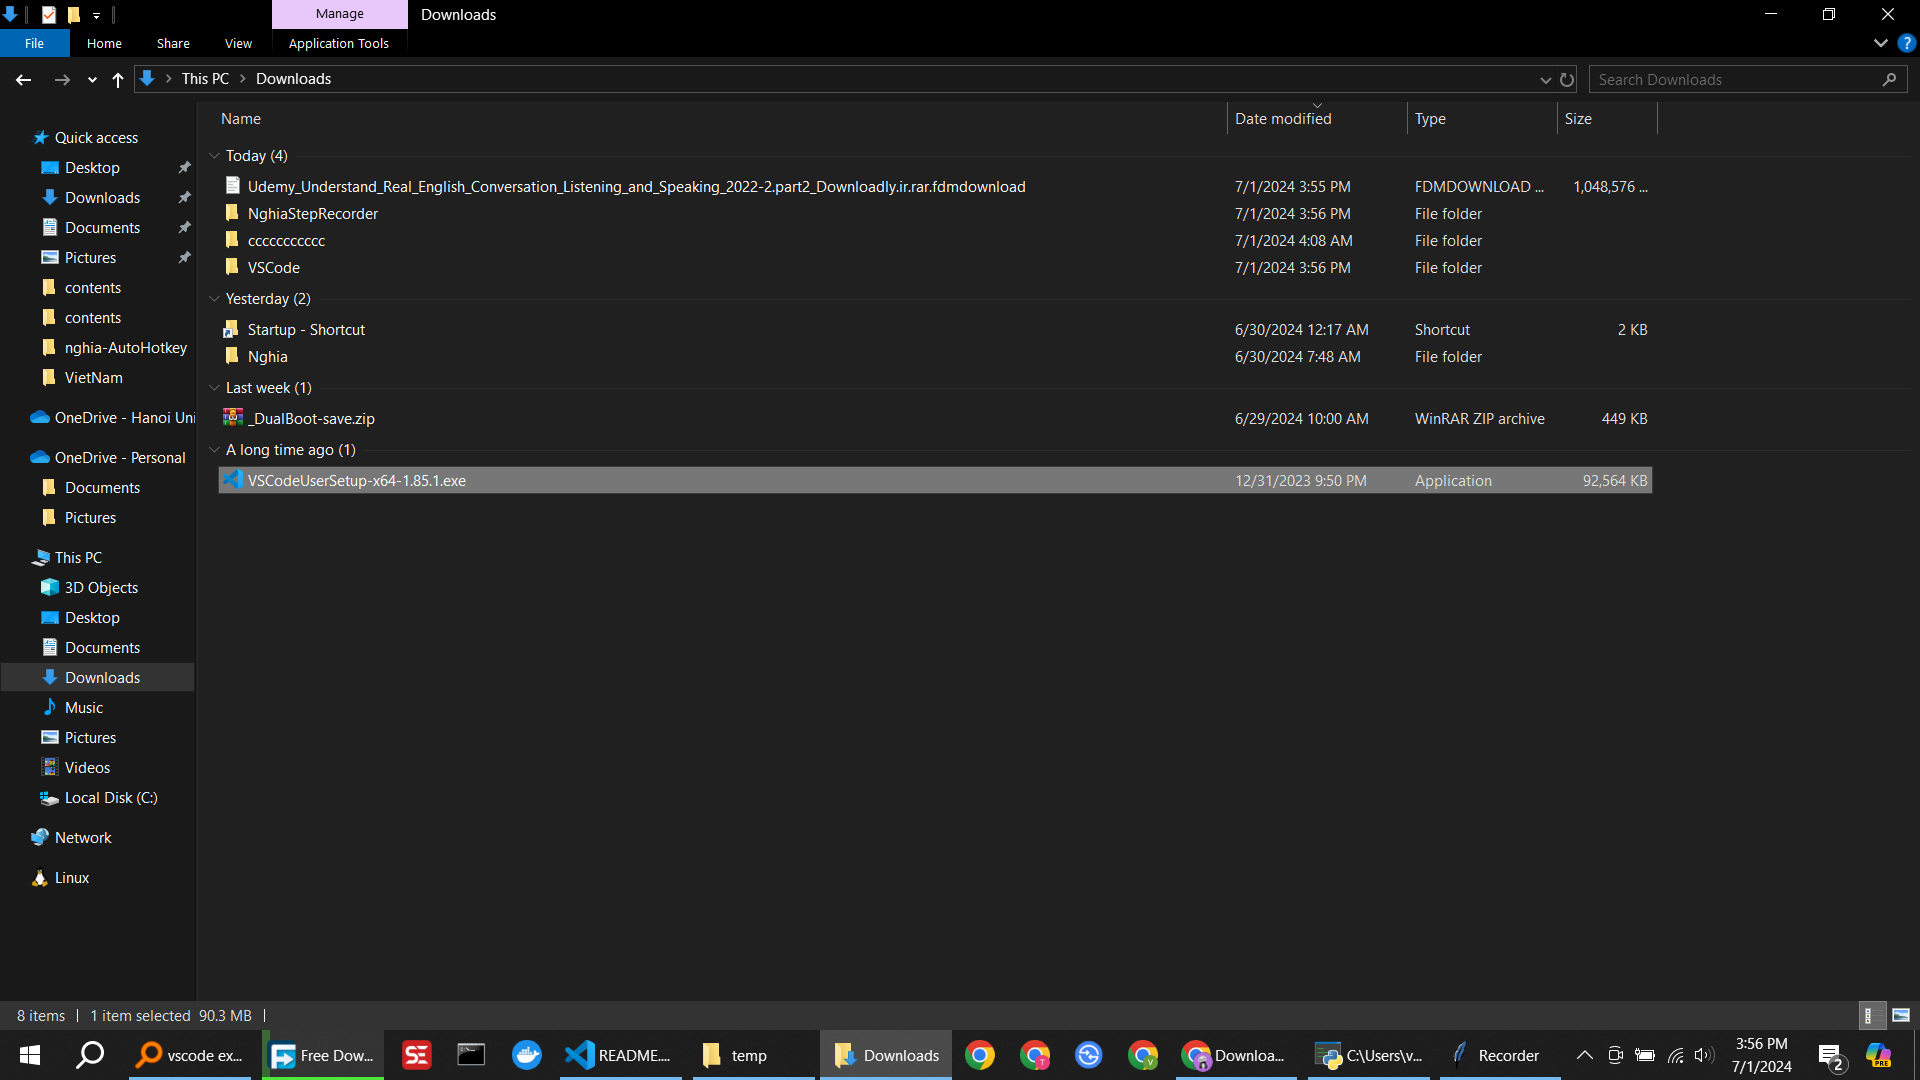 Manage
Downloads
File
Home
Share
View
Application Tools
This PC
Downloads
Search Downloads
Name
Date modified
Type
Size
Quick access
Desktop
Downloads
Documents
Pictures
contents
contents
nghia-AutoHotkey
VietNam
OneDrive - Hanoi Uni
OneDrive - Personal
Documents
Pictures
This PC
3D Objects
Desktop
Documents
Downloads
Music
Pictures
Videos
Local Disk (C:)
Network
Linux
Today (4)
Udemy_Understand_Real_English_Conversation_Listening_and_Speaking_2022-2.part2_Downloadly.ir.rar.fdmdownload 7/1/2024 3:55 PM FDMDOWNLOAD ... 1,048,576 ...
NghiaStepRecorder 7/1/2024 3:56 PM File folder
ccccccccccc 7/1/2024 4:08 AM File folder
VSCode 7/1/2024 3:56 PM File folder
Yesterday (2)
Startup - Shortcut 6/30/2024 12:17 AM Shortcut 2 KB
Nghia 6/30/2024 7:48 AM File folder
Last week (1)
_DualBoot-save.zip 6/29/2024 10:00 AM WinRAR ZIP archive 449 KB
A long time ago (1)
VSCodeUserSetup-x64-1.85.1.exe 12/31/2023 9:50 PM Application 92,564 KB
8 items
1 item selected 90.3 MB
vscode ex...
Free Dow...
SE
README....
temp
Downloads
T
V
Downloa...
C:\Users\v...
Recorder
3:56 PM
7/1/2024
2
PRE